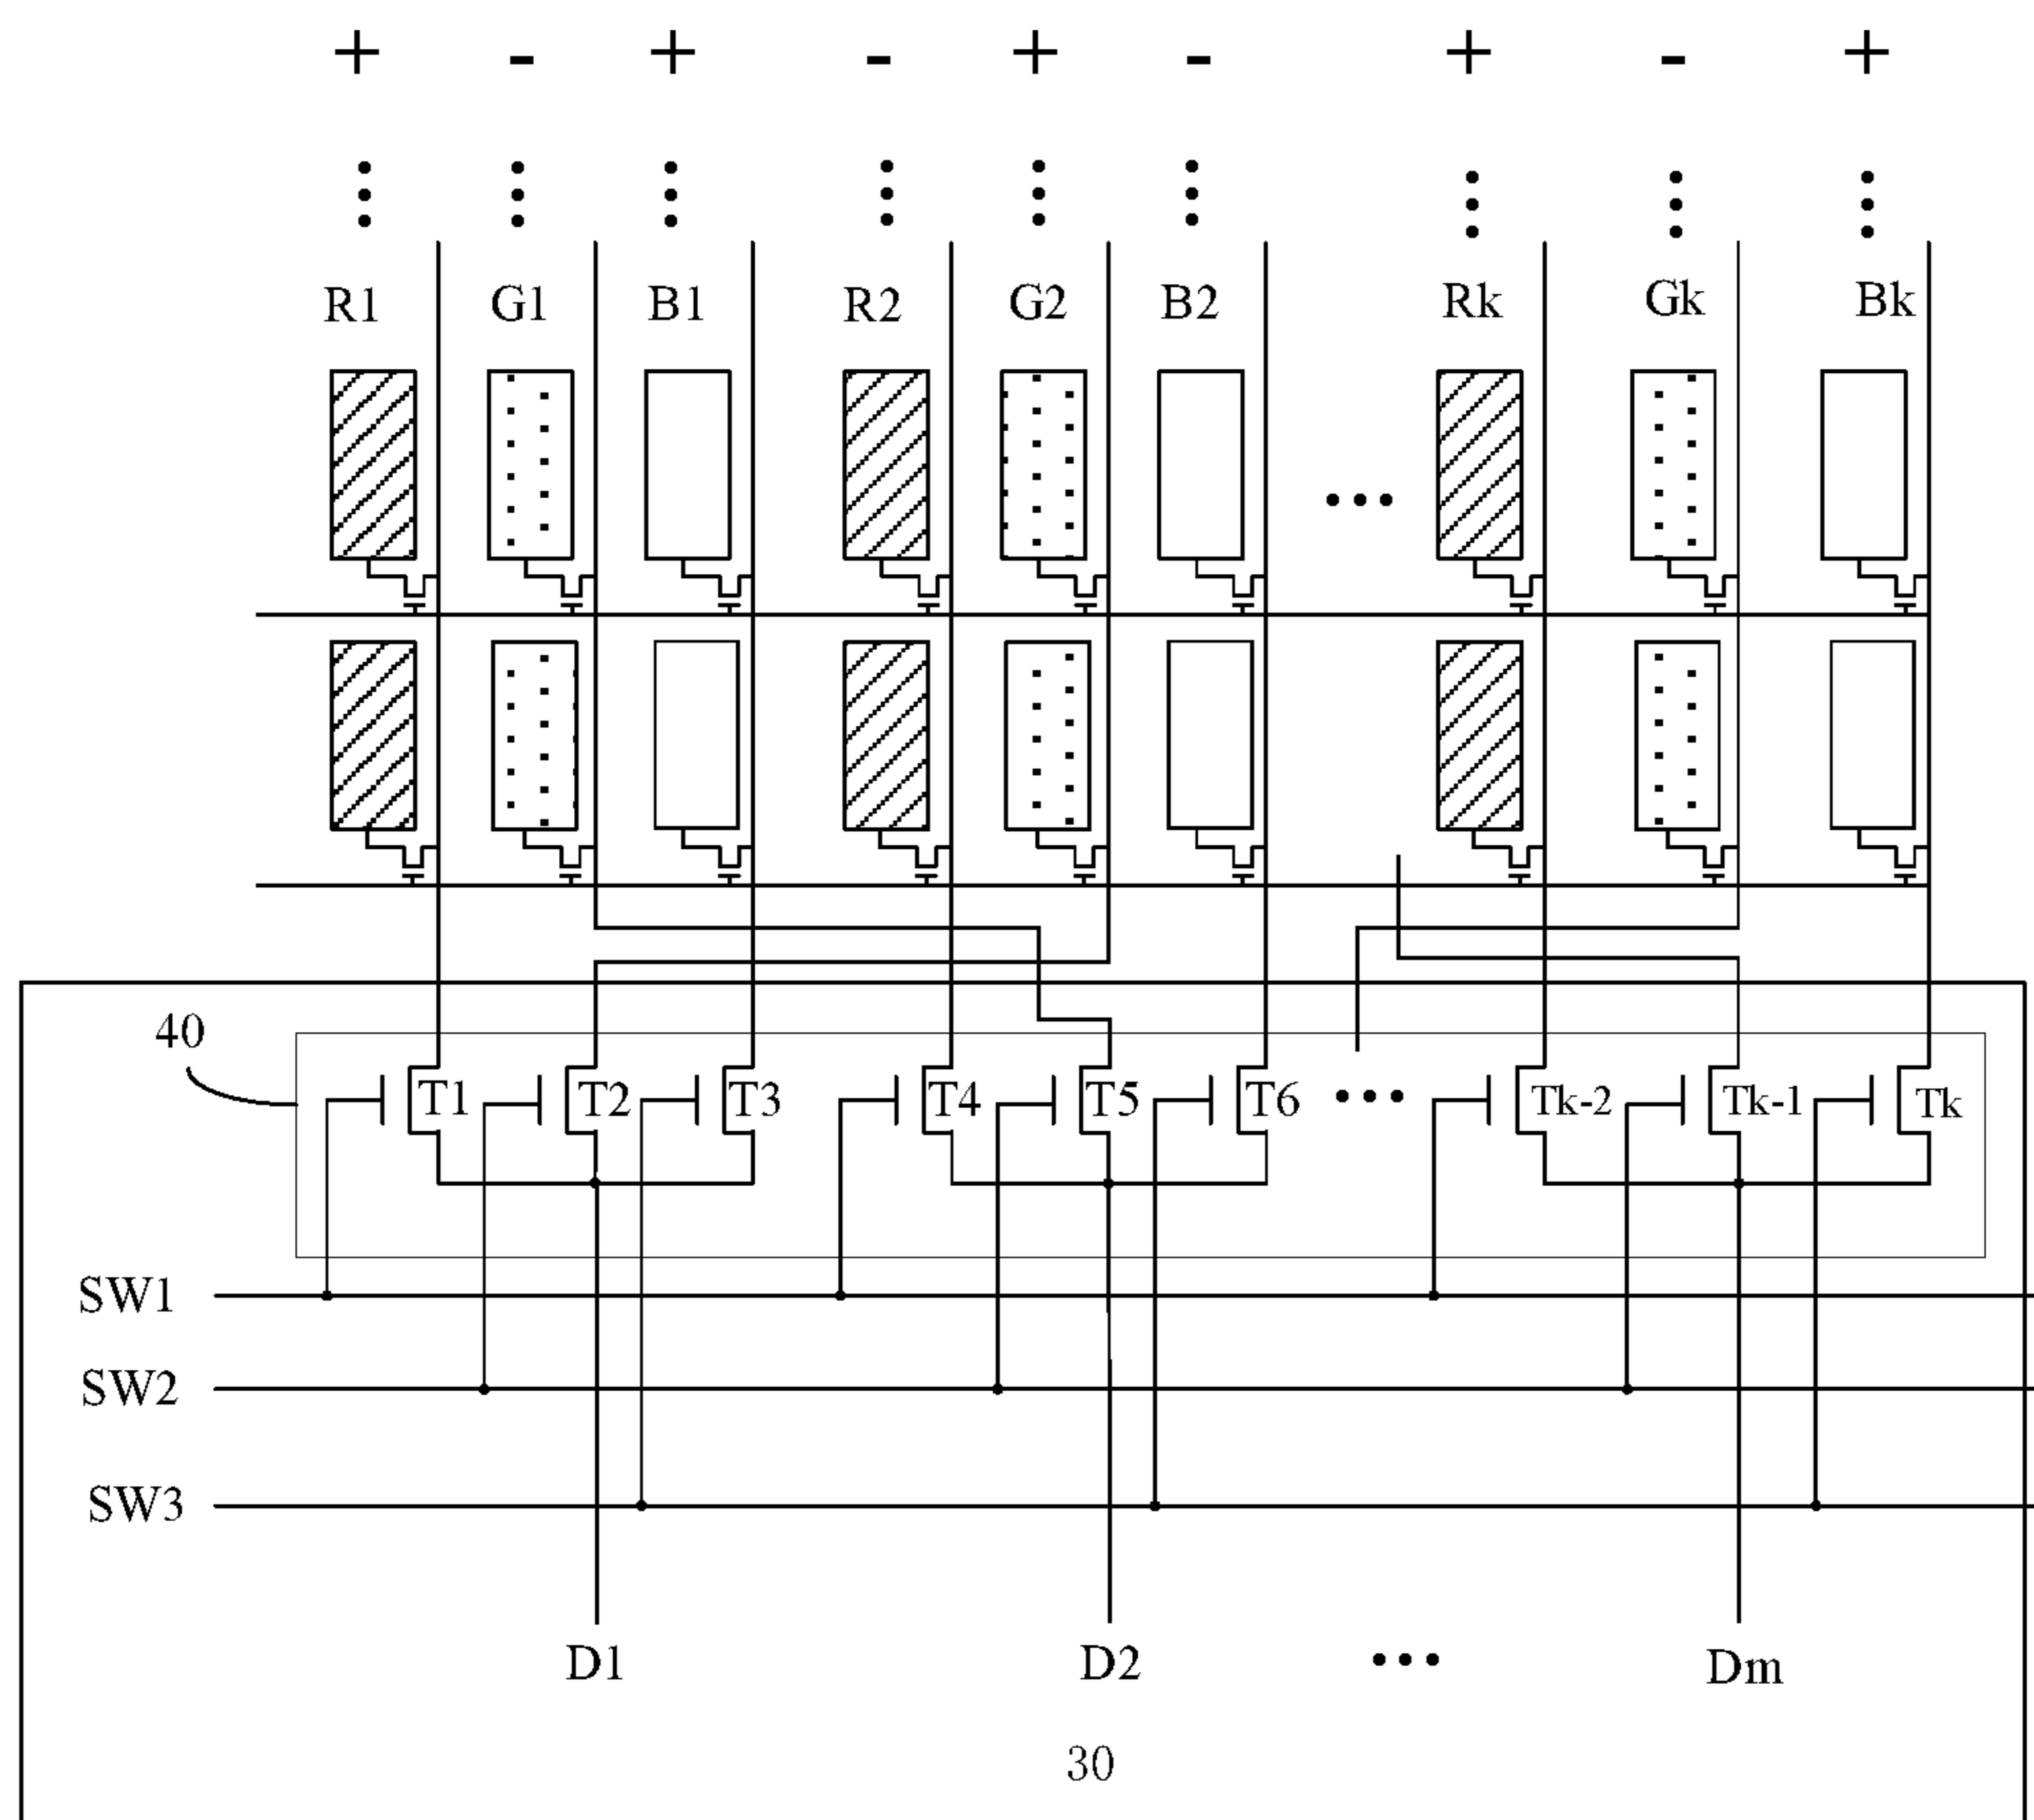 + - + - + - + - +
R1 G1 B1 R2 G2 B2 Rk Gk Bk
...
40
T1 T2 T3 T4 T5 T6 ... Tk-2 Tk-1 Tk
SW1
SW2
SW3
D1 D2 ... Dm
30